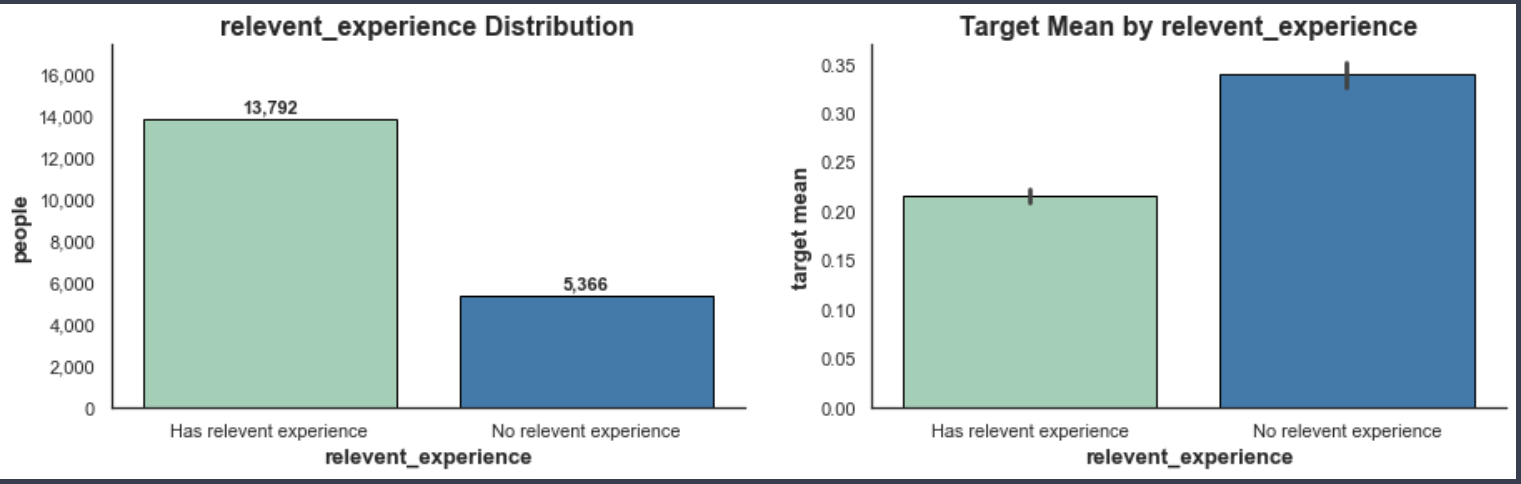 relevent_experience Distribution
people
16,000
14,000
12,000
10,000
8,000
6,000
4,000
2,000
0
13,792
5,366
Has relevent experience
No relevent experience
relevent_experience
Target Mean by relevent_experience
target mean
0.35
0.30
0.25
0.20
0.15
0.10
0.05
0.00
Has relevent experience
No relevent experience
relevent_experience